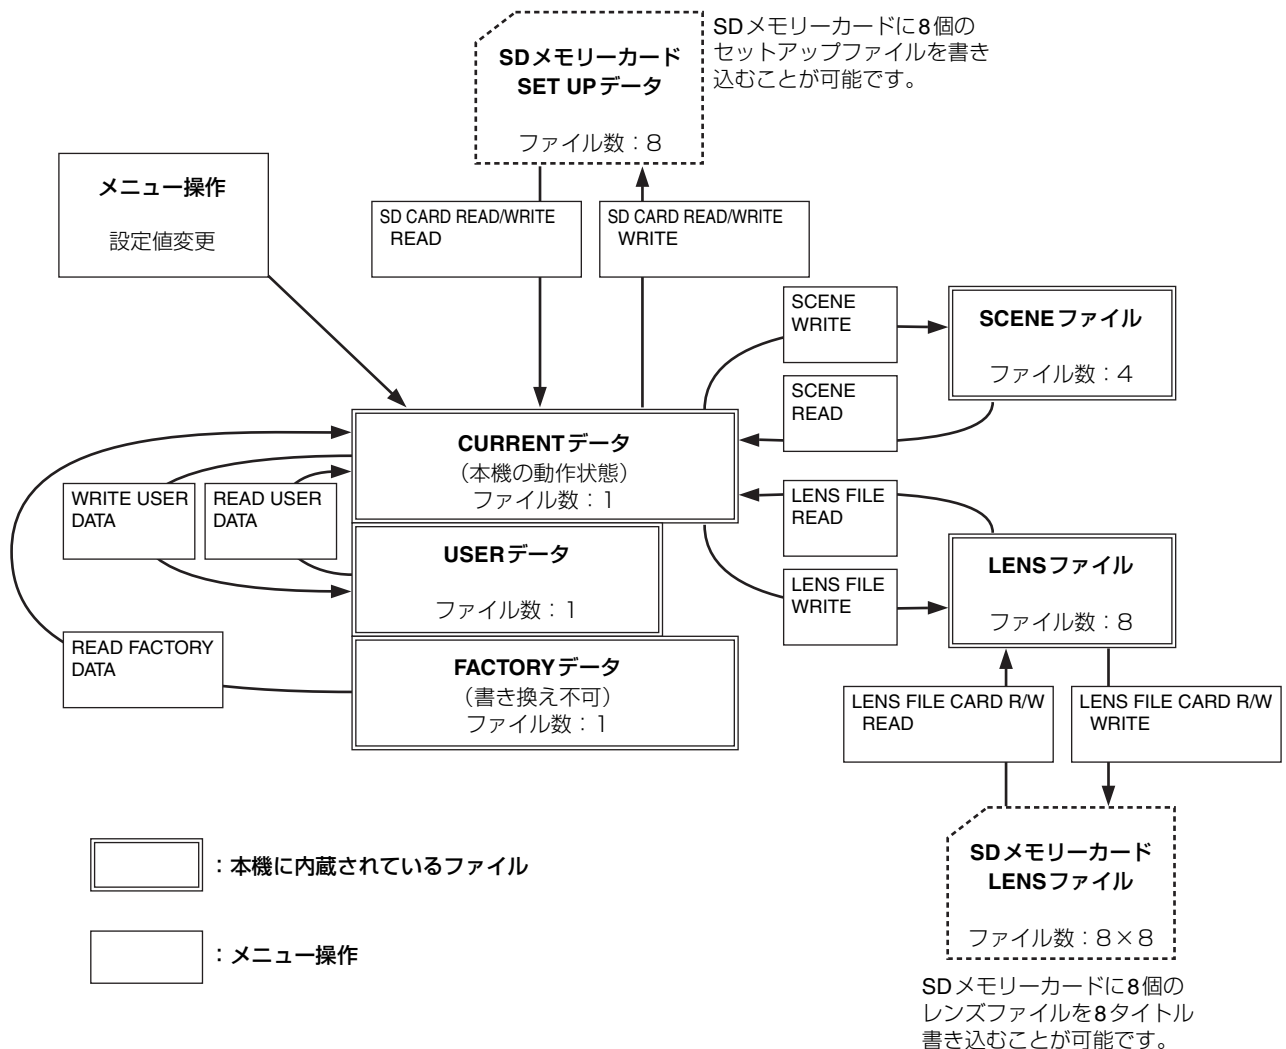 SDメモリーカード
SET UPデータ
ファイル数：8
SDメモリーカードに8個の
セットアップファイルを書き
込むことが可能です。
メニュー操作
設定値変更
SD CARD READ/WRITE
READ
SD CARD READ/WRITE
WRITE
SCENE
WRITE
SCENEファイル
ファイル数：4
SCENE
READ
CURRENTデータ
（本機の動作状態）
ファイル数：1
WRITE USER
DATA
READ USER
DATA
LENS FILE
READ
USERデータ
ファイル数：1
LENS FILE
WRITE
LENSファイル
ファイル数：8
READ FACTORY
DATA
FACTORYデータ
（書き換え不可）
ファイル数：1
LENS FILE CARD R/W
READ
LENS FILE CARD R/W
WRITE
SDメモリーカード
LENSファイル
ファイル数：8×8
SDメモリーカードに8個の
レンズファイルを8タイトル
書き込むことが可能です。
：本機に内蔵されているファイル
：メニュー操作